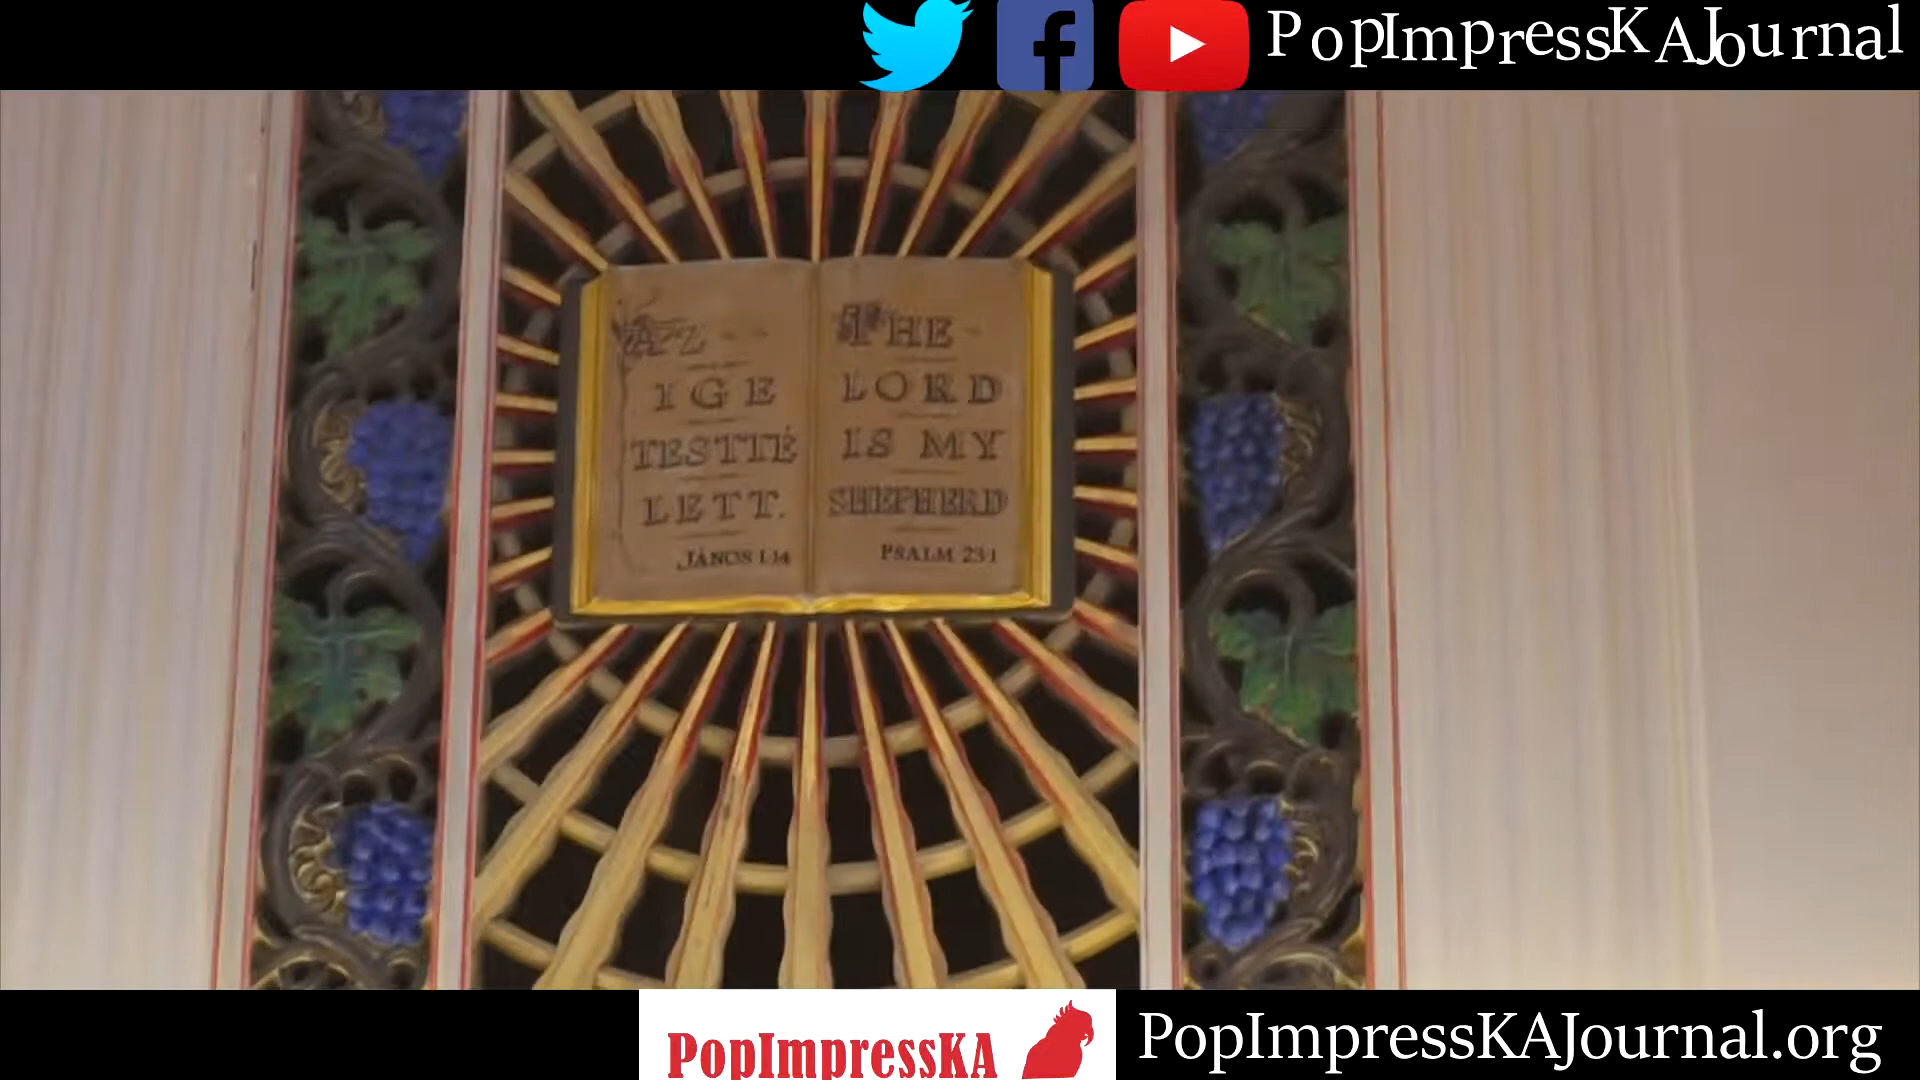 PopImpressKAJournal
AZ
IGE
TESTTÉ
LETT.
JÁNOS 1:14
THE
LORD
IS MY
SHEPHERD
PSALM 23:1
PopImpressKA
PopImpressKAJournal.org